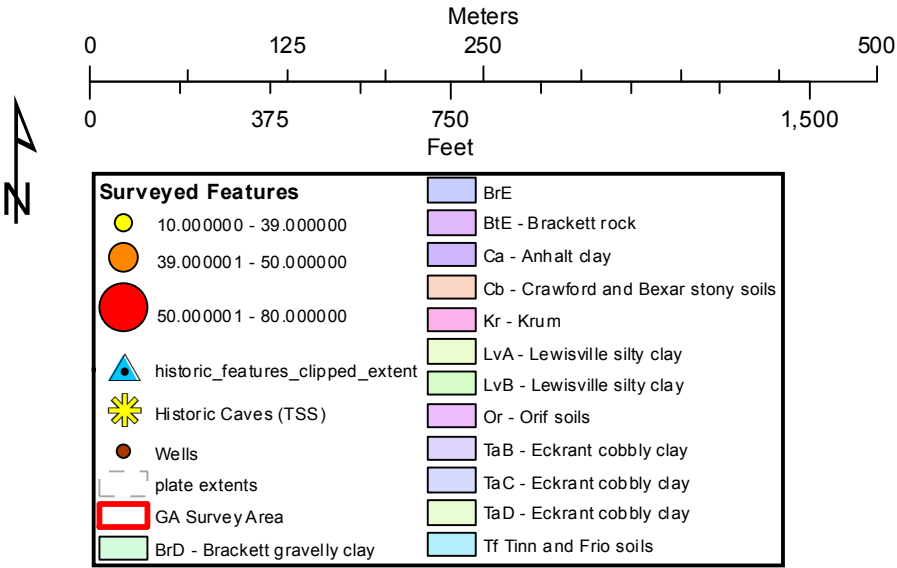 Meters
0 125 250 500
0 375 750 1,500
Feet
N
Surveyed Features
10.000000 - 39.000000
39.000001 - 50.000000
50.000001 - 80.000000
historic_features_clipped_extent
Historic Caves (TSS)
Wells
plate extents
GA Survey Area
BrD - Brackett gravelly clay
BrE
BtE - Brackett rock
Ca - Anhalt clay
Cb - Crawford and Bexar stony soils
Kr - Krum
LvA - Lewisville silty clay
LvB - Lewisville silty clay
Or - Orif soils
TaB - Eckrant cobbly clay
TaC - Eckrant cobbly clay
TaD - Eckrant cobbly clay
Tf Tinn and Frio soils